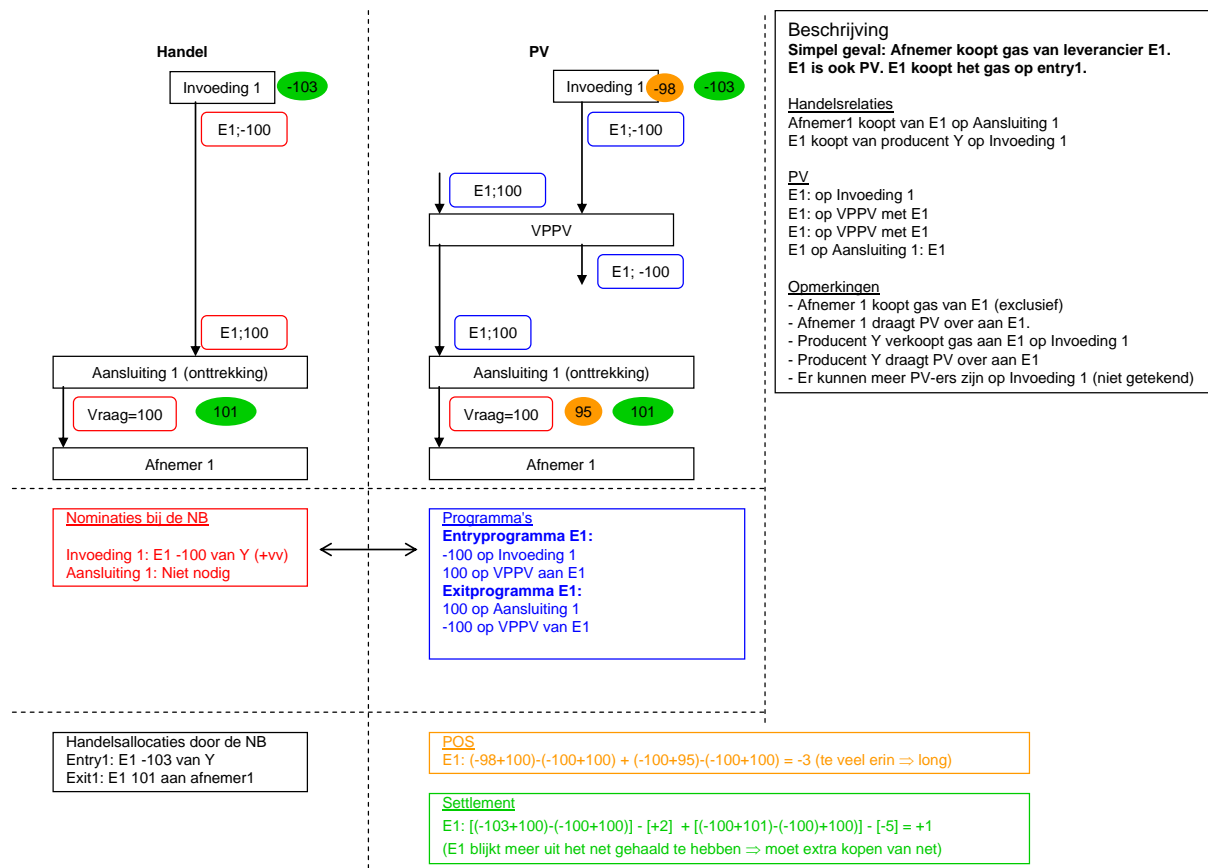 Handel
PV
Invoeding 1
-103
Invoeding 1
-98
-103
E1;-100
E1;-100
E1;100
VPPV
E1; -100
E1;100
E1;100
Aansluiting 1 (onttrekking)
Aansluiting 1 (onttrekking)
Vraag=100
101
Vraag=100
95
101
Afnemer 1
Afnemer 1
Beschrijving
Simpel geval: Afnemer koopt gas van leverancier E1.
E1 is ook PV. E1 koopt het gas op entry1.
Handelsrelaties
Afnemer1 koopt van E1 op Aansluiting 1
E1 koopt van producent Y op Invoeding 1
PV
E1: op Invoeding 1
E1: op VPPV met E1
E1: op VPPV met E1
E1 op Aansluiting 1: E1
Opmerkingen
- Afnemer 1 koopt gas van E1 (exclusief)
- Afnemer 1 draagt PV over aan E1.
- Producent Y verkoopt gas aan E1 op Invoeding 1
- Producent Y draagt PV over aan E1
- Er kunnen meer PV-ers zijn op Invoeding 1 (niet getekend)
Nominaties bij de NB
Invoeding 1: E1 -100 van Y (+vv)
Aansluiting 1: Niet nodig
Programma's
Entryprogramma E1:
-100 op Invoeding 1
100 op VPPV aan E1
Exitprogramma E1:
100 op Aansluiting 1
-100 op VPPV van E1
Handelsallocaties door de NB
Entry1: E1 -103 van Y
Exit1: E1 101 aan afnemer1
POS
E1: (-98+100)-(-100+100) + (-100+95)-(-100+100) = -3 (te veel erin ⇒ long)
Settlement
E1: [(-103+100)-(-100+100)] - [+2] + [(-100+101)-(-100)+100)] - [-5] = +1
(E1 blijkt meer uit het net gehaald te hebben ⇒ moet extra kopen van net)